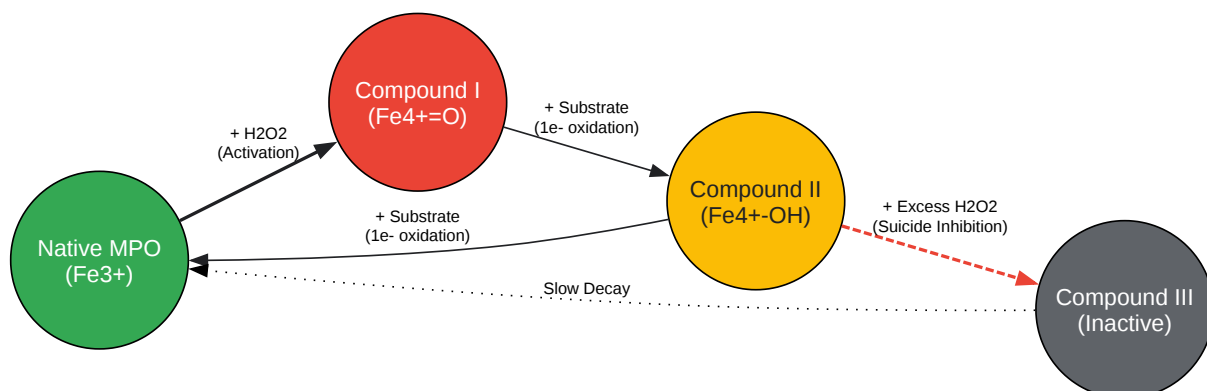 Compound I
(Fe4+=O)
+ Substrate
(1e- oxidation)
+ H2O2
(Activation)
Compound II
(Fe4+-OH)
+ Excess H2O2
(Suicide Inhibition)
+ Substrate
(1e- oxidation)
Native MPO
(Fe3+)
Slow Decay
Compound III
(Inactive)